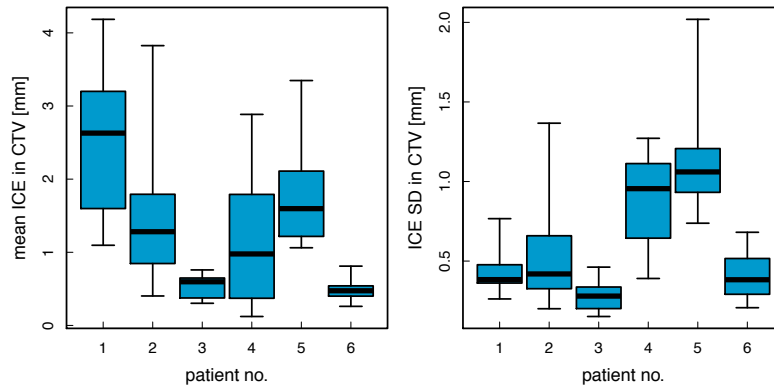 mean ICE in CTV [mm]
4
3
2
1
0
1 2 3 4 5 6
patient no.
ICE SD in CTV [mm]
2.0
1.5
1.0
0.5
1 2 3 4 5 6
patient no.